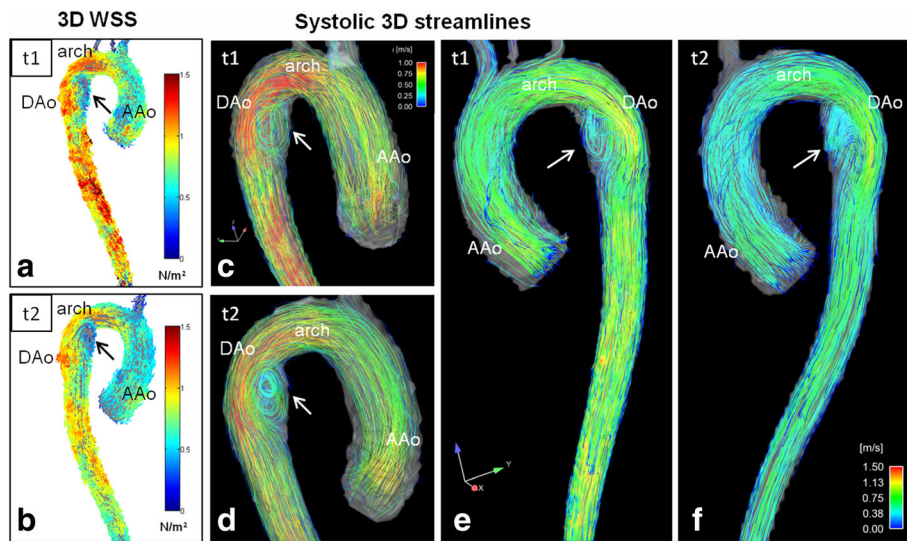 3D WSS
Systolic 3D streamlines
t1
arch
DAo
AAo
1.5
1
0.5
0
N/m²
a
t2
arch
DAo
AAo
1.5
1
0.5
0
N/m²
b
t1
[m/s]
1.00
0.75
0.50
0.25
0.00
arch
DAo
AAo
c
t2
arch
DAo
AAo
d
t1
arch
DAo
AAo
Y
X
e
t2
arch
DAo
AAo
[m/s]
1.50
1.13
0.75
0.38
0.00
f